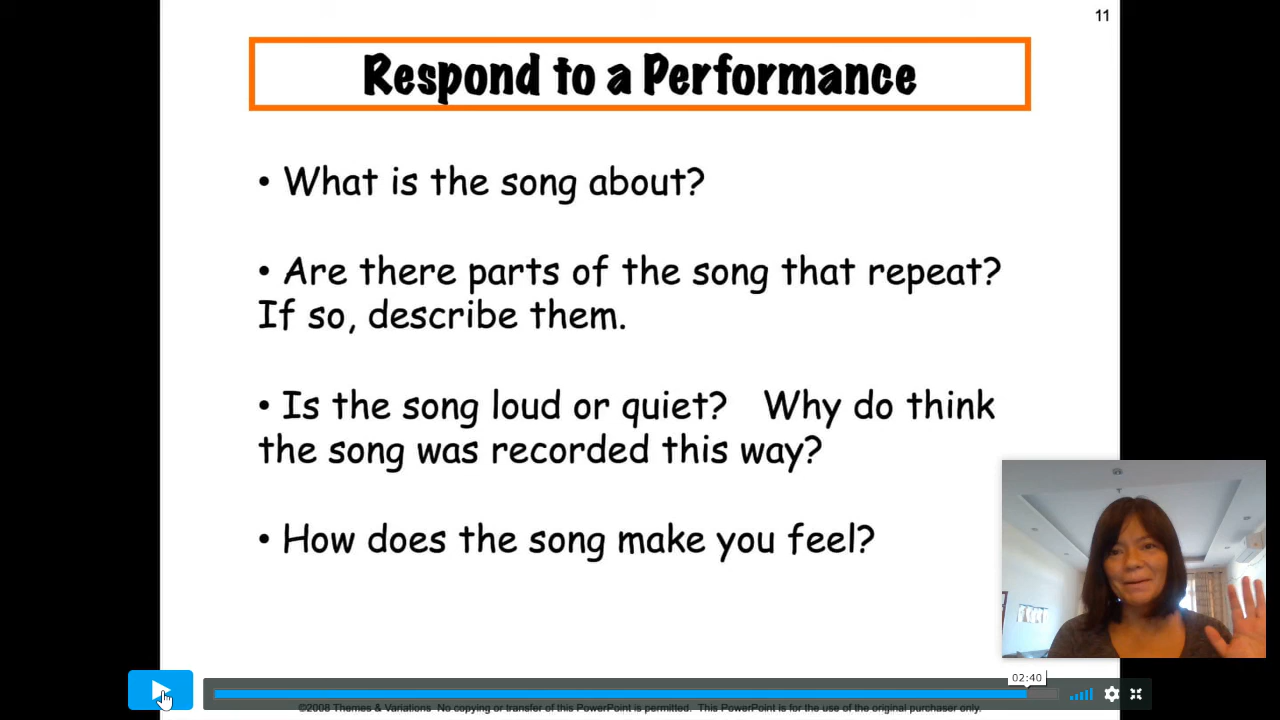 11
Respond to a Performance
• What is the song about?
• Are there parts of the song that repeat?
If so, describe them.
• Is the song loud or quiet? Why do think
the song was recorded this way?
• How does the song make you feel?
02:40
©2008 Themes & Variations No copying or transfer of this PowerPoint is permitted. This PowerPoint is for the use of the original purchaser only.